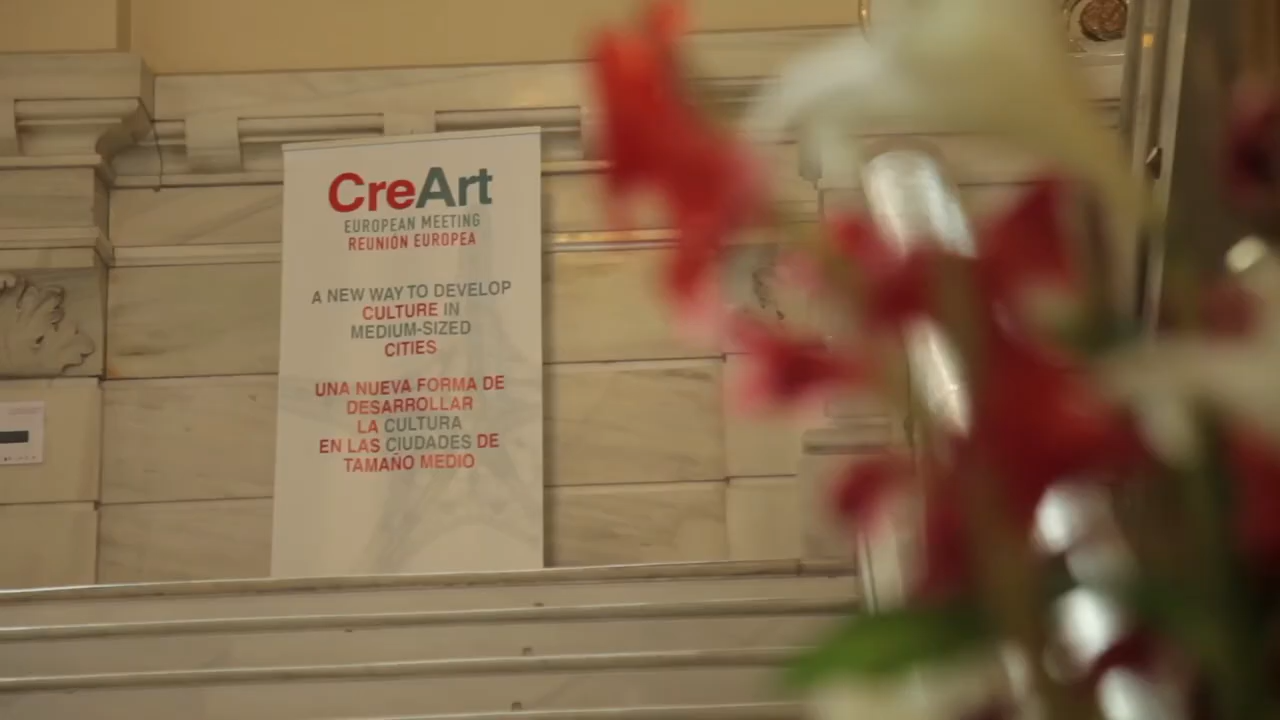 CreArt
EUROPEAN MEETING
REUNIÓN EUROPEA
A NEW WAY TO DEVELOP
CULTURE IN
MEDIUM-SIZED
CITIES
UNA NUEVA FORMA DE
DESARROLLAR
LA CULTURA
EN LAS CIUDADES DE
TAMAÑO MEDIO